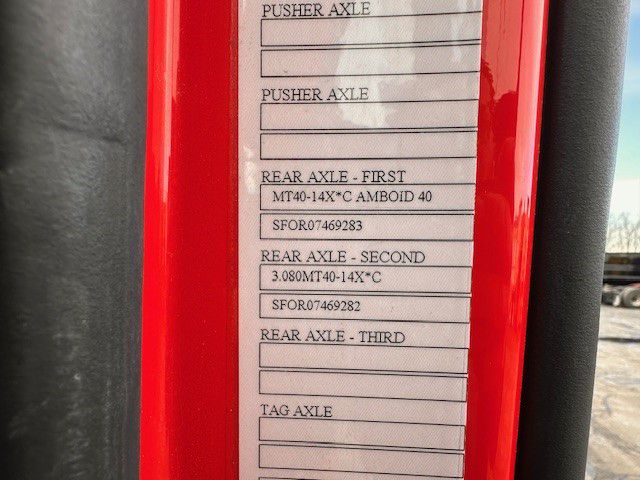 PUSHER AXLE
PUSHER AXLE
REAR AXLE - FIRST
MT40-14X*C AMBOiD 40
SFOR07469283
REAR AXLE - SECOND
3.080MT40-14X*C
SFOR07469282
REAR AXLE - THIRD
TAG AXLE